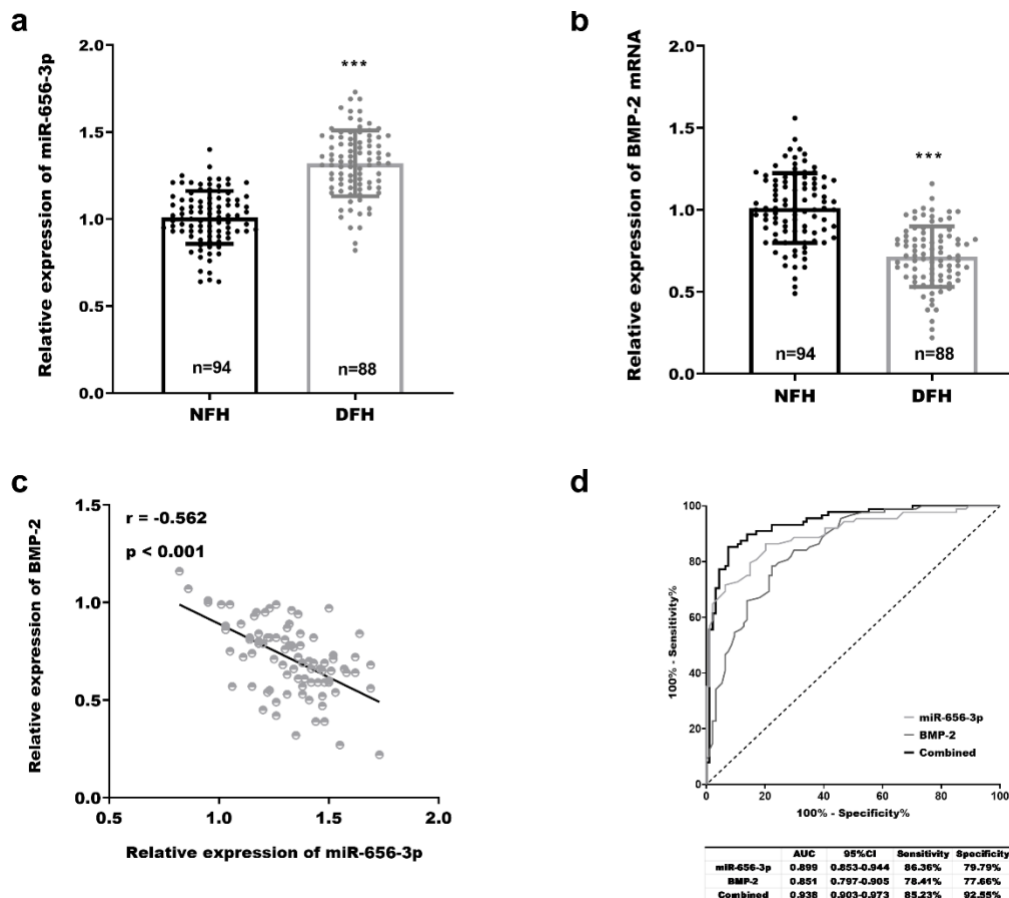 a
Relative expression of miR-656-3p
2.0
1.5
1.0
0.5
0.0
***
n=94
n=88
NFH
DFH
b
Relative expression of BMP-2 mRNA
2.0
1.5
1.0
0.5
0.0
***
n=94
n=88
NFH
DFH
c
Relative expression of BMP-2
1.5
1.0
0.5
0.0
r = -0.562
p < 0.001
0.5
1.0
1.5
2.0
Relative expression of miR-656-3p
d
100% - Sensitivity%
100
80
60
40
20
0
miR-656-3p
BMP-2
Combined
0
20
40
60
80
100
100% - Specificity%
AUC 95%CI Sensitivity Specificity
miR-656-3p 0.899 0.853-0.944 86.36% 79.79%
BMP-2 0.851 0.797-0.905 78.41% 77.66%
Combined 0.938 0.903-0.973 85.23% 92.55%